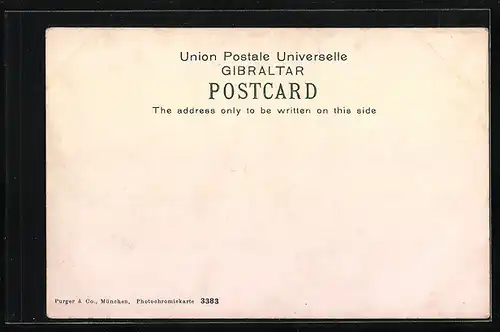 Union Postale Universelle
GIBRALTAR
POSTCARD
The address only to be written on this side
Purger & Co., München, Photochromiekarte 3383